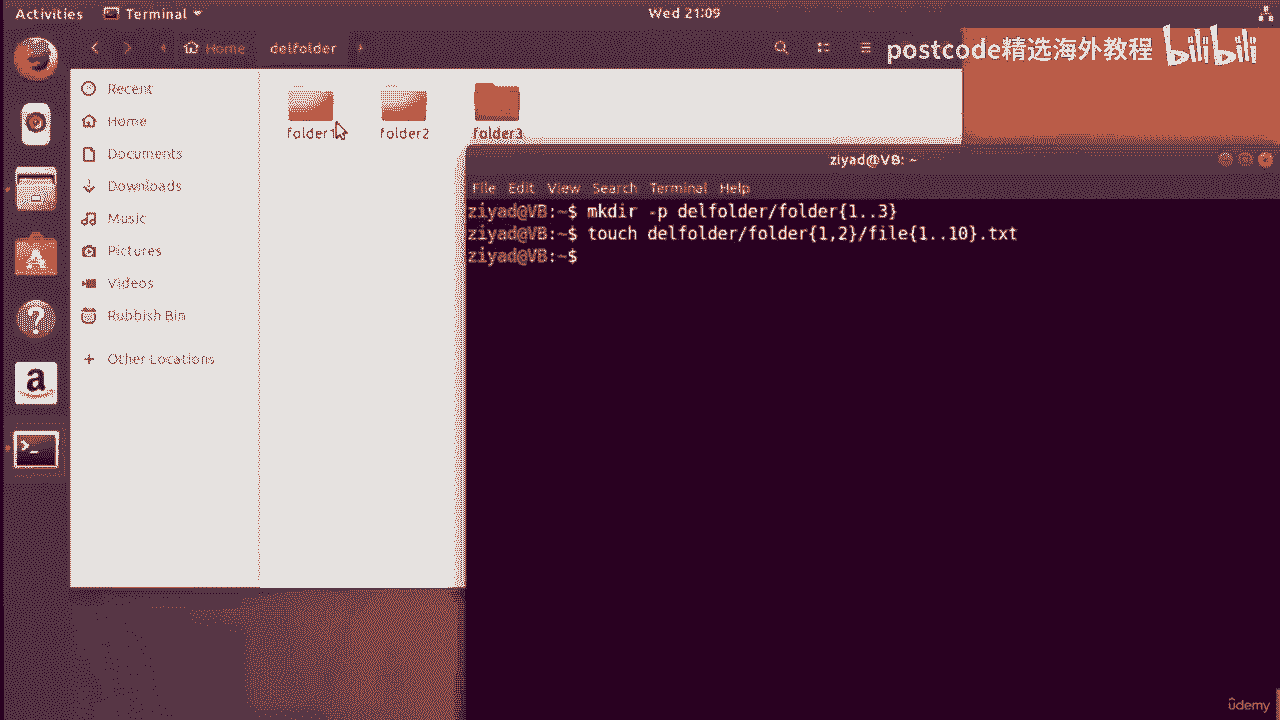 Activities
Terminal
Wed 21:09
Home
delfolder
postcode精选海外教程
bilibili
Recent
Home
Documents
Downloads
Music
Pictures
Videos
Rubbish Bin
Other Locations
folder1
folder2
folder3
ziyad@VB: ~
File Edit View Search Terminal Help
ziyad@VB:~$ mkdir -p delfolder/folder{1..3}
ziyad@VB:~$ touch delfolder/folder{1,2}/file{1..10}.txt
ziyad@VB:~$
ûdemy